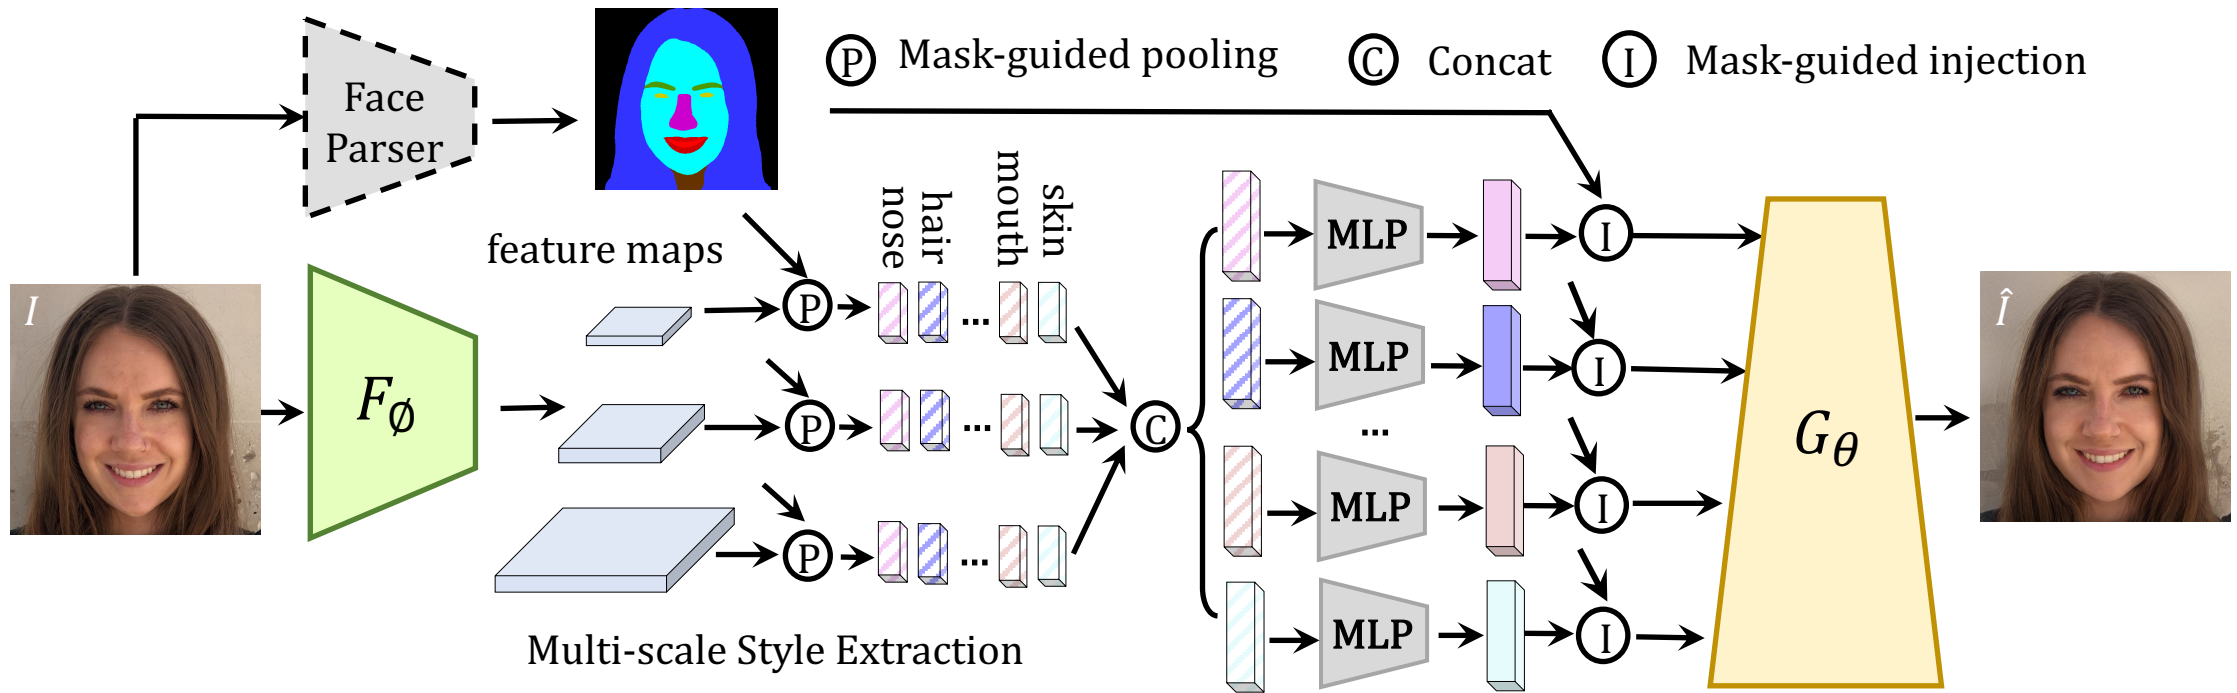 Face
Parser
P Mask-guided pooling
C Concat
I Mask-guided injection
nose
hair
mouth
skin
feature maps
I
F∅
P
...
P
...
P
...
C
MLP
I
MLP
I
...
MLP
I
MLP
I
Gθ
Î
Multi-scale Style Extraction